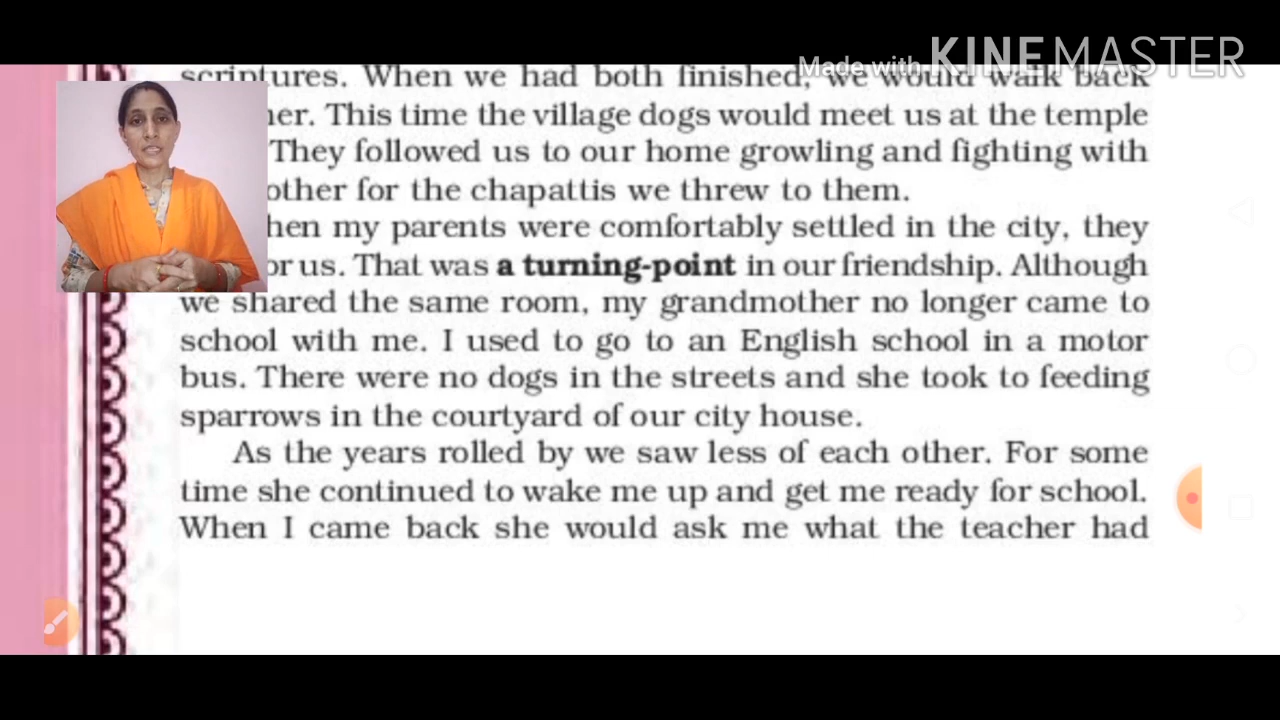 Made with KINEMASTER
scriptures. When we had both finished, we would walk back
her. This time the village dogs would meet us at the temple
They followed us to our home growling and fighting with
other for the chapattis we threw to them.
hen my parents were comfortably settled in the city, they
or us. That was a turning-point in our friendship. Although
we shared the same room, my grandmother no longer came to
school with me. I used to go to an English school in a motor
bus. There were no dogs in the streets and she took to feeding
sparrows in the courtyard of our city house.
As the years rolled by we saw less of each other. For some
time she continued to wake me up and get me ready for school.
When I came back she would ask me what the teacher had